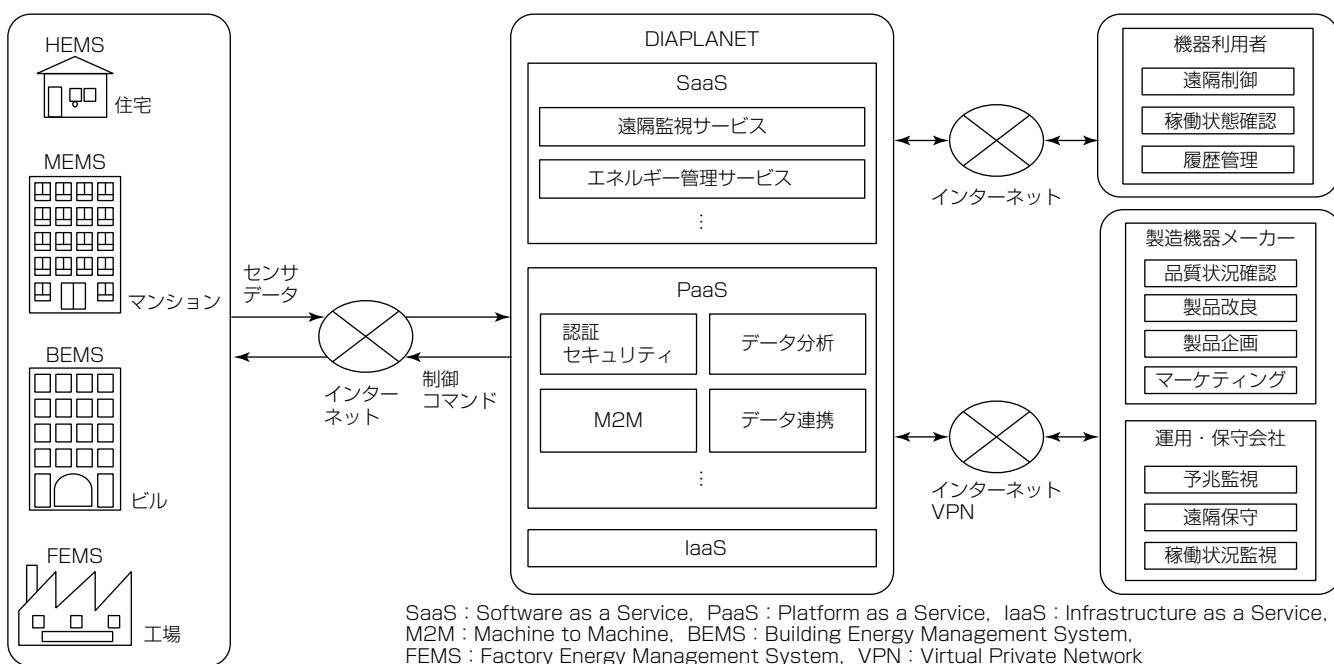 HEMS
住宅
MEMS
マンション
BEMS
ビル
FEMS
工場
センサ
データ
インター
ネット
制御
コマンド
DIAPLANET
SaaS
遠隔監視サービス
エネルギー管理サービス
⋮
PaaS
認証
セキュリティ
データ分析
M2M
データ連携
⋮
IaaS
インターネット
インターネット
VPN
機器利用者
遠隔制御
稼働状態確認
履歴管理
製造機器メーカー
品質状況確認
製品改良
製品企画
マーケティング
運用・保守会社
予兆監視
遠隔保守
稼働状況監視
SaaS：Software as a Service, PaaS：Platform as a Service, IaaS：Infrastructure as a Service,
M2M：Machine to Machine, BEMS：Building Energy Management System,
FEMS：Factory Energy Management System, VPN：Virtual Private Network